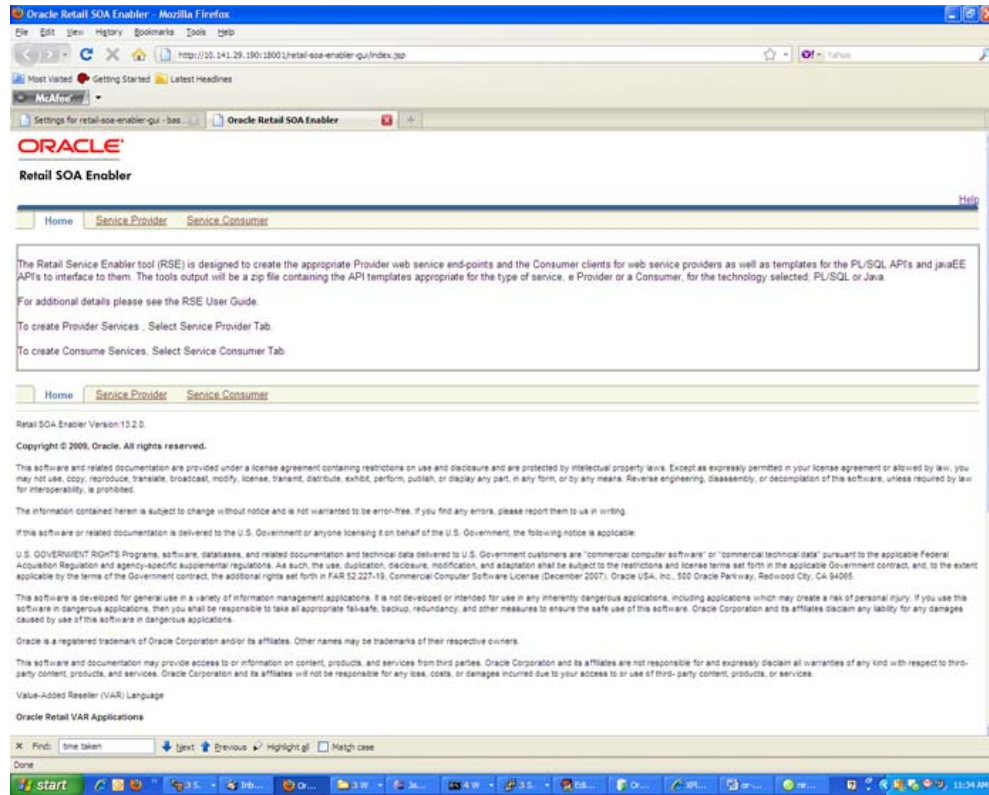 Oracle Retail SOA Enabler - Mozilla Firefox
File Edit View History Bookmarks Tools Help
http://10.141.29.190:18001/retail-soa-enabler-gui/index.jsp
Yahoo
Most Visited Getting Started Latest Headlines
McAfee
Settings for retail-soa-enabler-gui - bas...
Oracle Retail SOA Enabler
ORACLE
Retail SOA Enabler
Help
Home Service Provider Service Consumer
The Retail Service Enabler tool (RSE) is designed to create the appropriate Provider web service end-points and the Consumer clients for web service providers as well as templates for the PL/SQL API's and javaEE
API's to interface to them. The tools output will be a zip file containing the API templates appropriate for the type of service, e Provider or a Consumer, for the technology selected, PL/SQL or Java.
For additional details please see the RSE User Guide.
To create Provider Services , Select Service Provider Tab.
To create Consume Services, Select Service Consumer Tab.
Home Service Provider Service Consumer
Retail SOA Enabler Version:13.2.0.
Copyright © 2009, Oracle. All rights reserved.
This software and related documentation are provided under a license agreement containing restrictions on use and disclosure and are protected by intellectual property laws. Except as expressly permitted in your license agreement or allowed by law, you
may not use, copy, reproduce, translate, broadcast, modify, license, transmit, distribute, exhibit, perform, publish, or display any part, in any form, or by any means. Reverse engineering, disassembly, or decompilation of this software, unless required by law
for interoperability, is prohibited.
The information contained herein is subject to change without notice and is not warranted to be error-free. If you find any errors, please report them to us in writing.
If this software or related documentation is delivered to the U.S. Government or anyone licensing it on behalf of the U.S. Government, the following notice is applicable:
U.S. GOVERNMENT RIGHTS Programs, software, databases, and related documentation and technical data delivered to U.S. Government customers are "commercial computer software" or "commercial technical data" pursuant to the applicable Federal
Acquisition Regulation and agency-specific supplemental regulations. As such, the use, duplication, disclosure, modification, and adaptation shall be subject to the restrictions and license terms set forth in the applicable Government contract, and, to the extent
applicable by the terms of the Government contract, the additional rights set forth in FAR 52.227-19, Commercial Computer Software License (December 2007). Oracle USA, Inc., 500 Oracle Parkway, Redwood City, CA 94065.
This software is developed for general use in a variety of information management applications. It is not developed or intended for use in any inherently dangerous applications, including applications which may create a risk of personal injury. If you use this
software in dangerous applications, then you shall be responsible to take all appropriate fail-safe, backup, redundancy, and other measures to ensure the safe use of this software. Oracle Corporation and its affiliates disclaim any liability for any damages
caused by use of this software in dangerous applications.
Oracle is a registered trademark of Oracle Corporation and/or its affiliates. Other names may be trademarks of their respective owners.
This software and documentation may provide access to or information on content, products, and services from third parties. Oracle Corporation and its affiliates are not responsible for and expressly disclaim all warranties of any kind with respect to third-
party content, products, and services. Oracle Corporation and its affiliates will not be responsible for any loss, costs, or damages incurred due to your access to or use of third- party content, products, or services.
Value-Added Reseller (VAR) Language
Oracle Retail VAR Applications
Find: time taken Next Previous Highlight all Match case
Done
start 3 S. Inb... Or... 3 W Ja... 4 W 3 S. Ed... Or... XM... or-... re... 11:34 AM